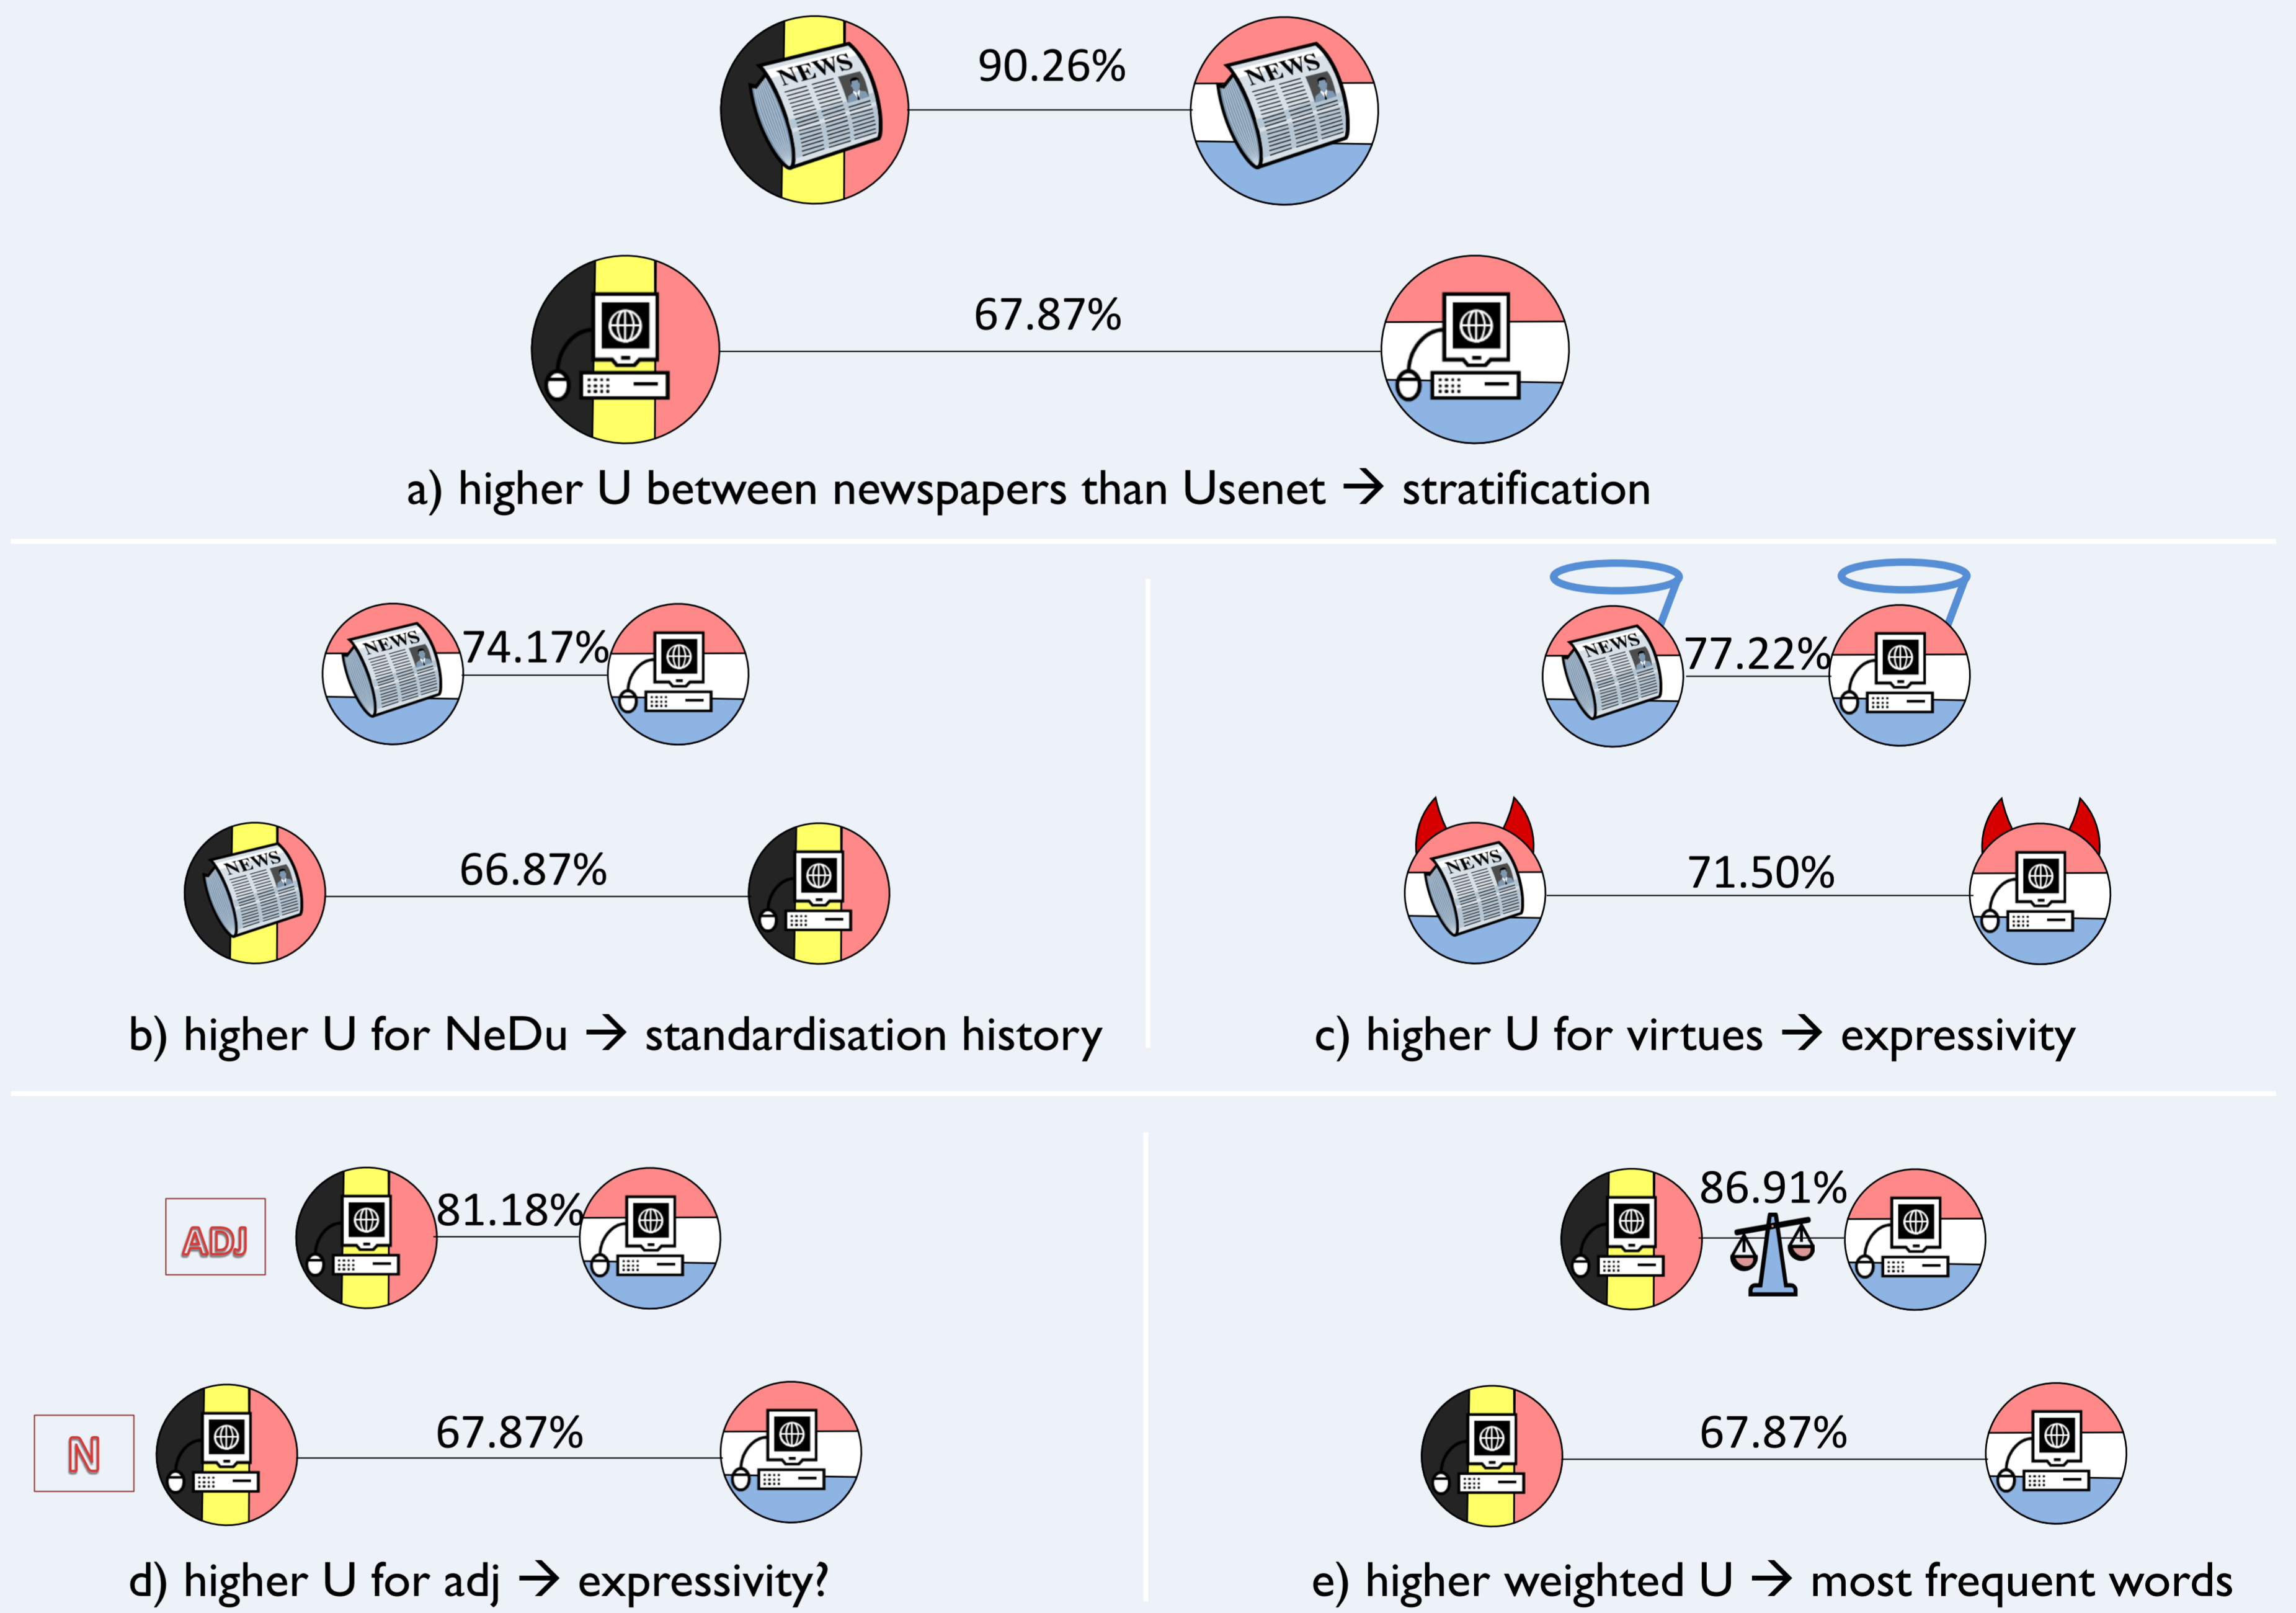 NEWS
90.26%
NEWS
67.87%
a) higher U between newspapers than Usenet → stratification
NEWS
74.17%
NEWS
66.87%
b) higher U for NeDu → standardisation history
NEWS
77.22%
NEWS
71.50%
c) higher U for virtues → expressivity
ADJ
81.18%
N
67.87%
d) higher U for adj → expressivity?
86.91%
67.87%
e) higher weighted U → most frequent words